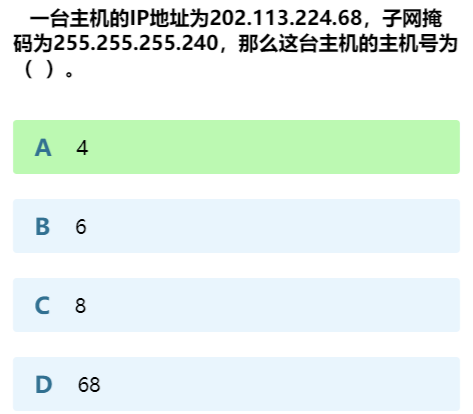 一台主机的IP地址为202.113.224.68，子网掩
码为255.255.255.240，那么这台主机的主机号为
（ ）。
A 4
B 6
C 8
D 68